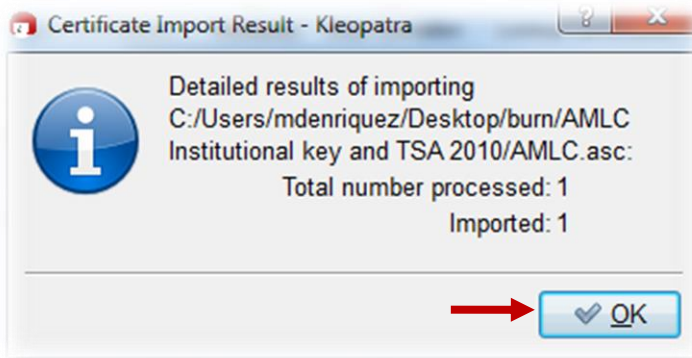 Certificate Import Result - Kleopatra
Detailed results of importing
C:/Users/mdenriquez/Desktop/burn/AMLC
Institutional key and TSA 2010/AMLC.asc:
Total number processed: 1
Imported: 1
OK